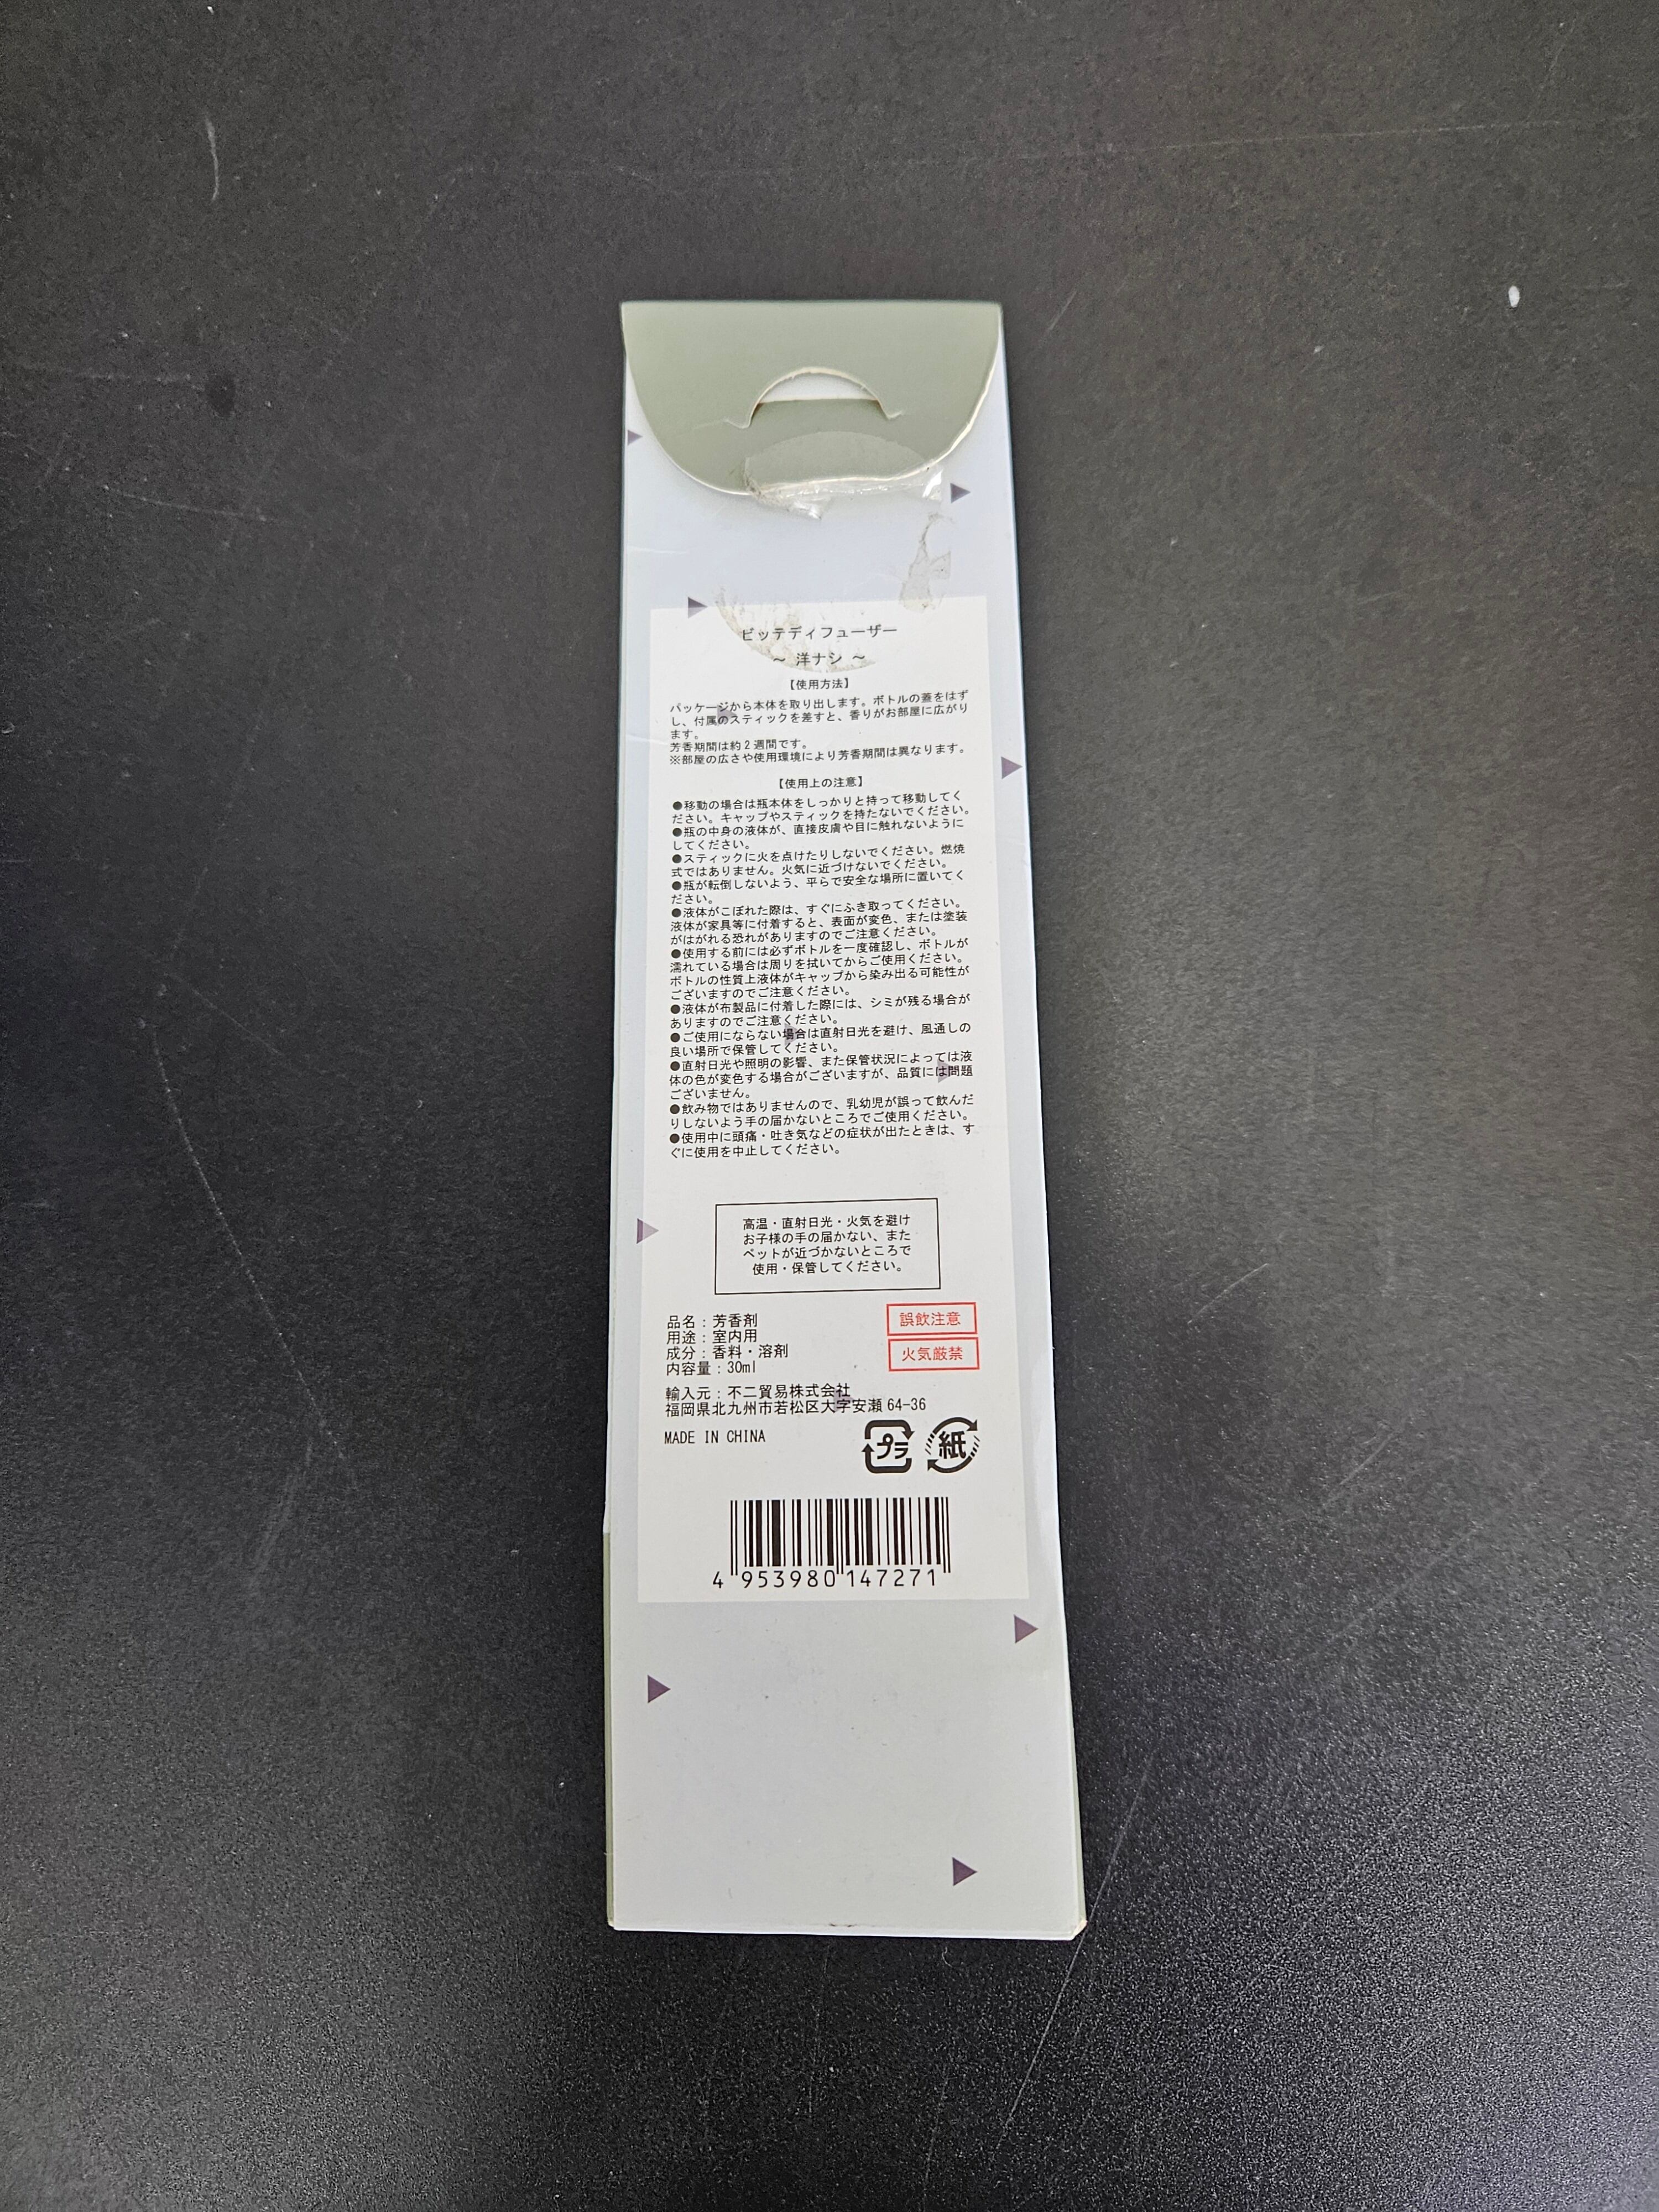 ビッテディフューザー
～ 洋ナシ ～
【使用方法】
パッケージから本体を取り出します。ボトルの蓋をはず
し、付属のスティックを差すと、香りがお部屋に広がり
ます。
芳香期間は約2週間です。
※部屋の広さや使用環境により芳香期間は異なります。
【使用上の注意】
●移動の場合は瓶本体をしっかりと持って移動してく
ださい。キャップやスティックを持たないでください。
●瓶の中身の液体が、直接皮膚や目に触れないように
してください。
●スティックに火を点けたりしないでください。燃焼
式ではありません。火気に近づけないでください。
●瓶が転倒しないよう、平らで安全な場所に置いてく
ださい。
●液体がこぼれた際は、すぐにふき取ってください。
液体が家具等に付着すると、表面が変色、または塗装
がはがれる恐れがありますのでご注意ください。
●使用する前には必ずボトルを一度確認し、ボトルが
濡れている場合は周りを拭いてからご使用ください。
ボトルの性質上液体がキャップから染み出る可能性が
ございますのでご注意ください。
●液体が布製品に付着した際には、シミが残る場合が
ありますのでご注意ください。
●ご使用にならない場合は直射日光を避け、風通しの
良い場所で保管してください。
●直射日光や照明の影響、また保管状況によっては液
体の色が変色する場合がございますが、品質には問題
ございません。
●飲み物ではありませんので、乳幼児が誤って飲んだ
りしないよう手の届かないところでご使用ください。
●使用中に頭痛・吐き気などの症状が出たときは、す
ぐに使用を中止してください。
高温・直射日光・火気を避け
お子様の手の届かない、また
ペットが近づかないところで
使用・保管してください。
品名：芳香剤
用途：室内用
成分：香料・溶剤
内容量：30ml
誤飲注意
火気厳禁
輸入元：不二貿易株式会社
福岡県北九州市若松区大字安瀬 64-36
MADE IN CHINA
プラ
紙
4 953980 147271